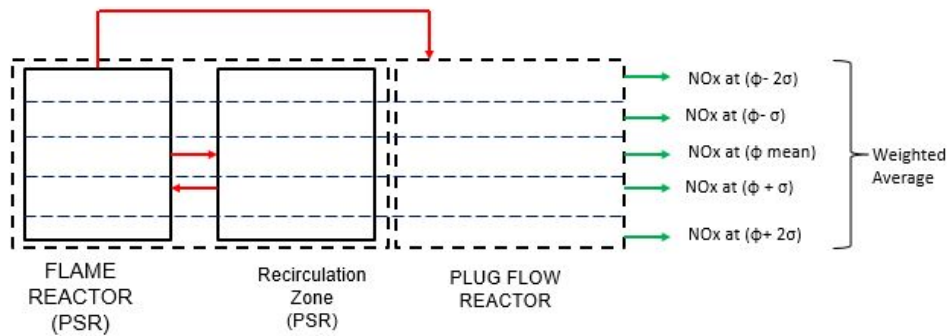 NOx at (ϕ- 2σ)
NOx at (ϕ- σ)
NOx at (ϕ mean)
NOx at (ϕ + σ)
NOx at (ϕ+ 2σ)
Weighted
Average
FLAME
REACTOR
(PSR)
Recirculation
Zone
(PSR)
PLUG FLOW
REACTOR